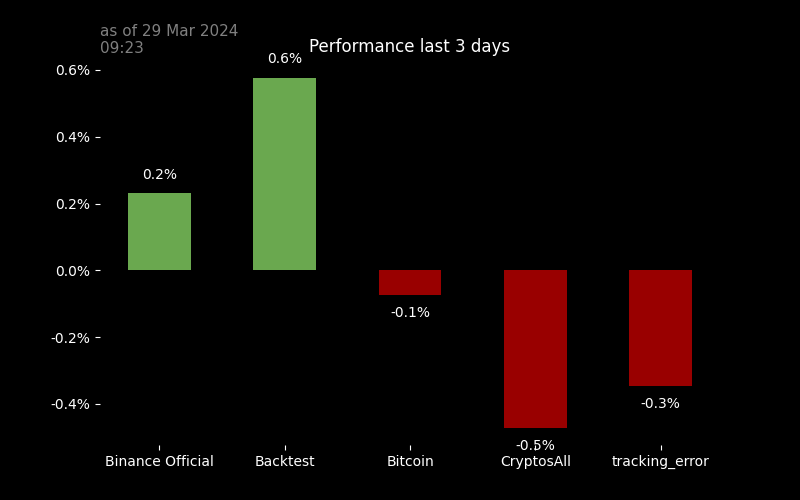 as of 29 Mar 2024
09:23
Performance last 3 days
0.6%
0.4%
0.2%
0.0%
-0.2%
-0.4%
0.2%
0.6%
-0.1%
-0.5%
-0.3%
Binance Official
Backtest
Bitcoin
CryptosAll
tracking_error